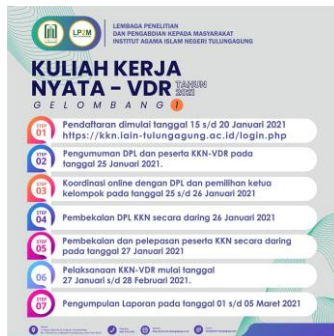 LP2M
LEMBAGA PENELITIAN
DAN PENGABDIAN KEPADA MASYARAKAT
INSTITUT AGAMA ISLAM NEGERI TULUNGAGUNG
KULIAH KERJA
NYATA - VDR TAHUN 2021
GELOMBANG 1
STEP 01
Pendaftaran dimulai tanggal 15 s/d 20 Januari 2021
https://kkn.iain-tulungagung.ac.id/login.php
STEP 02
Pengumuman DPL dan peserta KKN-VDR pada
tanggal 25 Januari 2021.
STEP 03
Koordinasi online dengan DPL dan pemilihan ketua
kelompok pada tanggal 25 s/d 26 Januari 2021
STEP 04
Pembekalan DPL KKN secara daring 26 Januari 2021
STEP 05
Pembekalan dan pelepasan peserta KKN secara daring
pada tanggal 27 Januari 2021
STEP 06
Pelaksanaan KKN-VDR mulai tanggal
27 Januari s/d 28 Februari 2021.
STEP 07
Pengumpulan Laporan pada tanggal 01 s/d 05 Maret 2021